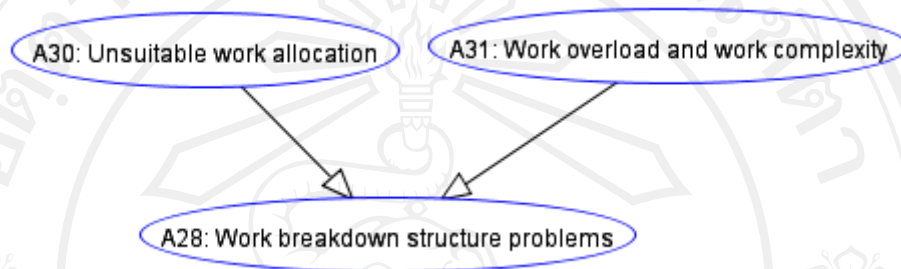 A30: Unsuitable work allocation
A31: Work overload and work complexity
A28: Work breakdown structure problems